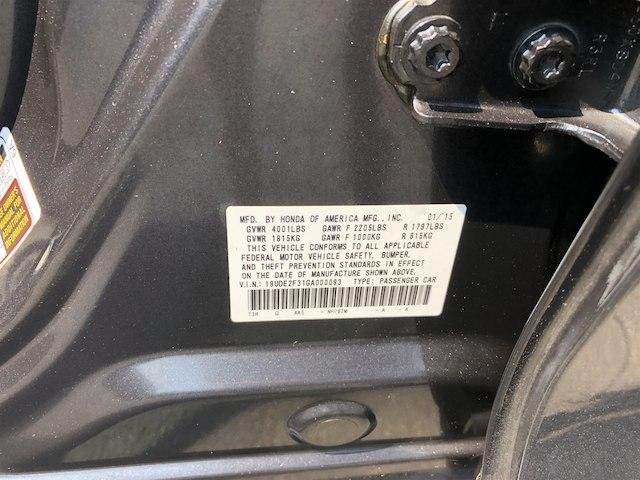 MFD. BY HONDA OF AMERICA MFG., INC. 01/15
GVWR 4001LBS GAWR F 2205LBS R 1797LBS
GVWR 1815KG GAWR F 1000KG R 815KG
THIS VEHICLE CONFORMS TO ALL APPLICABLE
FEDERAL MOTOR VEHICLE SAFETY, BUMPER,
AND THEFT PREVENTION STANDARDS IN EFFECT
ON THE DATE OF MANUFACTURE SHOWN ABOVE.
V.I.N.: 19UDE2F31GA000083 TYPE: PASSENGER CAR